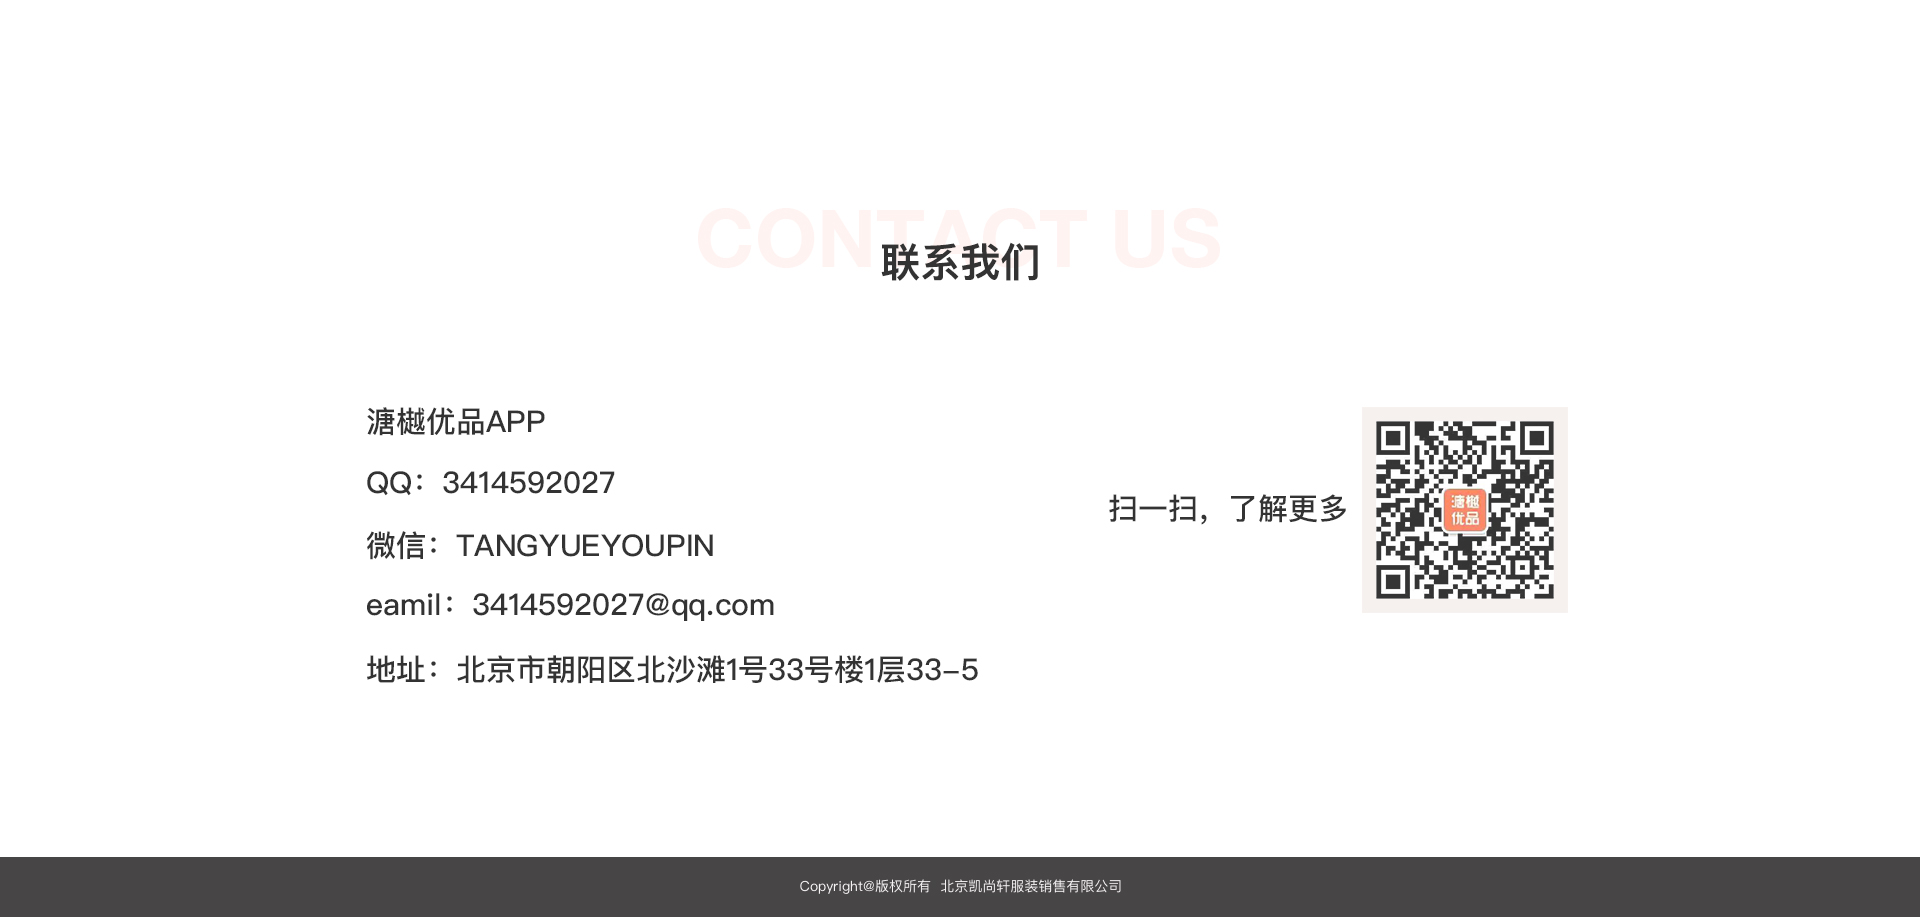 CONTACT US
联系我们
溏樾优品APP
QQ：3414592027
微信：TANGYUEYOUPIN
eamil：3414592027@qq.com
地址：北京市朝阳区北沙滩1号33号楼1层33-5
扫一扫，了解更多
溏樾
优品
Copyright@版权所有 北京凯尚轩服装销售有限公司